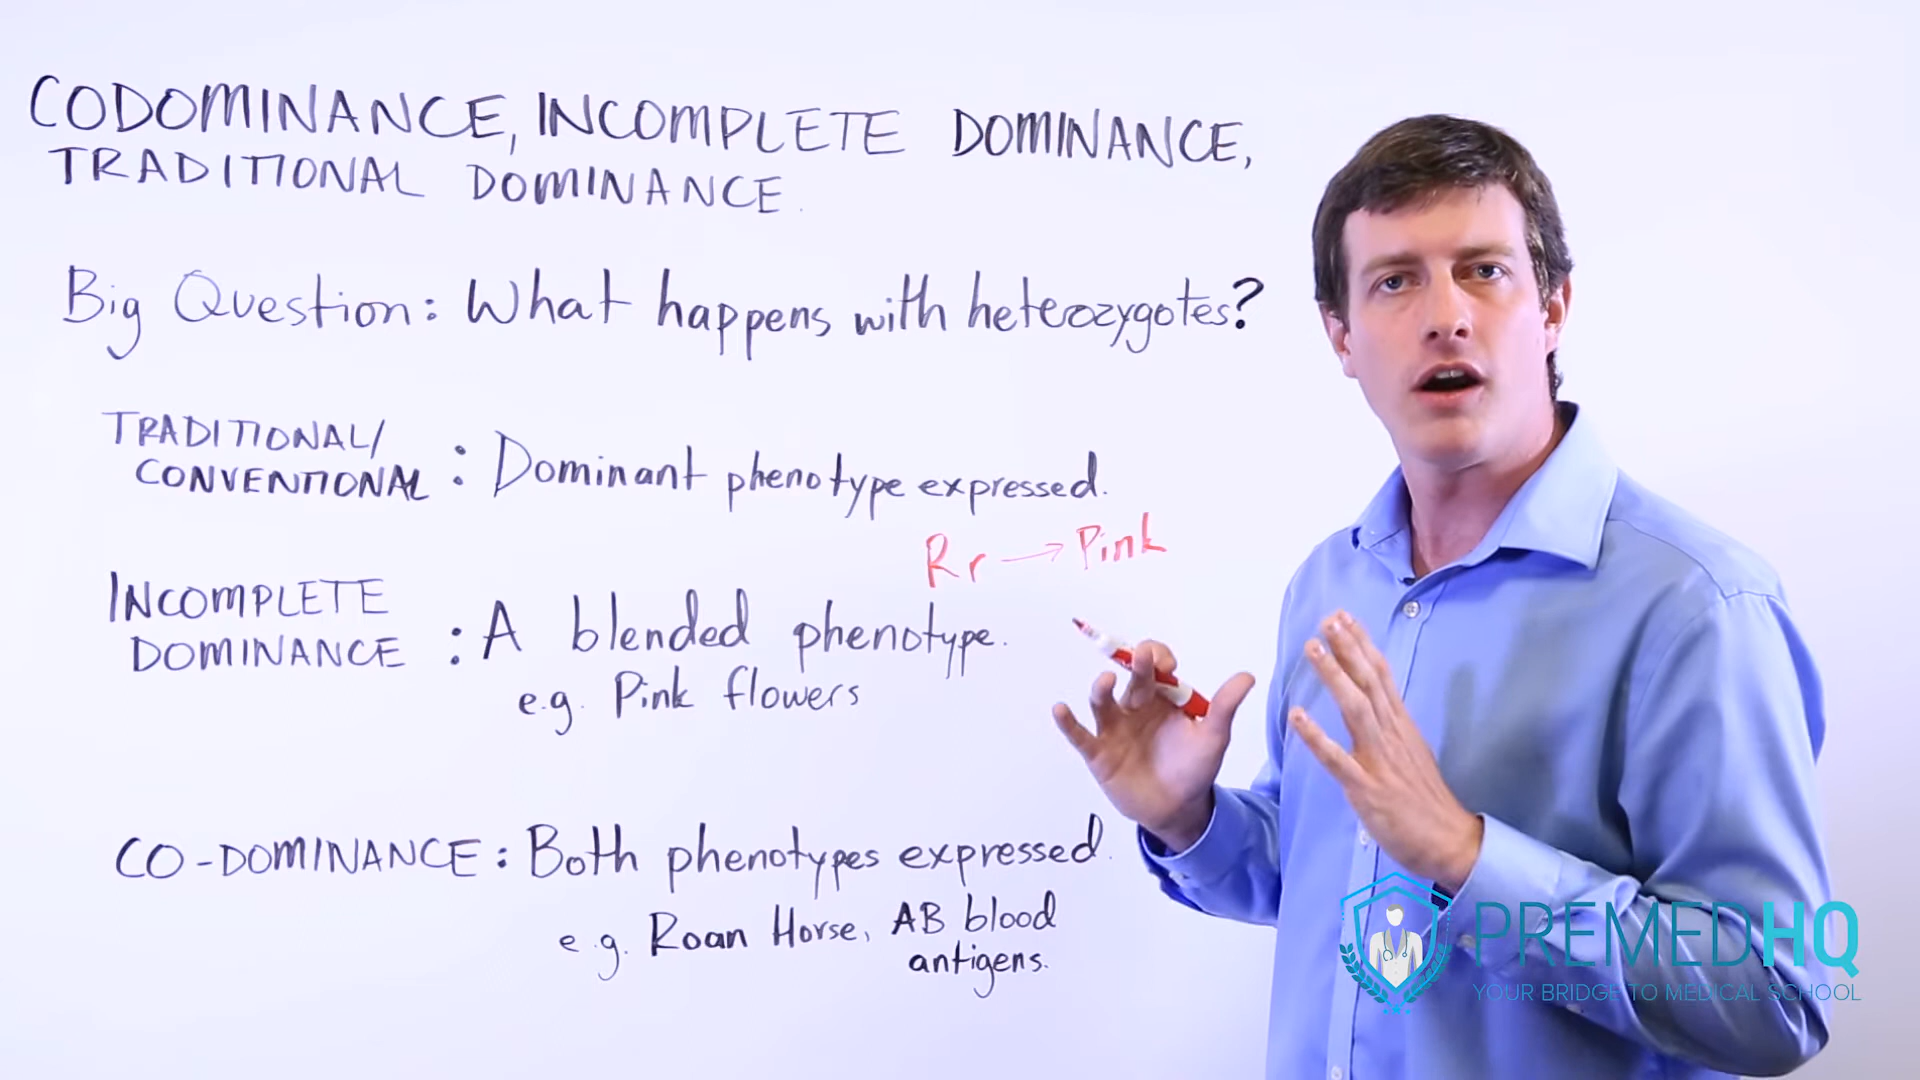 CODOMINANCE, INCOMPLETE DOMINANCE,
TRADITIONAL DOMINANCE.
Big Question: What happens with heterozygotes?
TRADITIONAL/
CONVENTIONAL : Dominant phenotype expressed.
Rr → Pink
INCOMPLETE
DOMINANCE : A blended phenotype.
e.g. Pink flowers
CO-DOMINANCE: Both phenotypes expressed.
e.g. Roan Horse, AB blood
antigens.
PREMEDHQ
YOUR BRIDGE TO MEDICAL SCHOOL